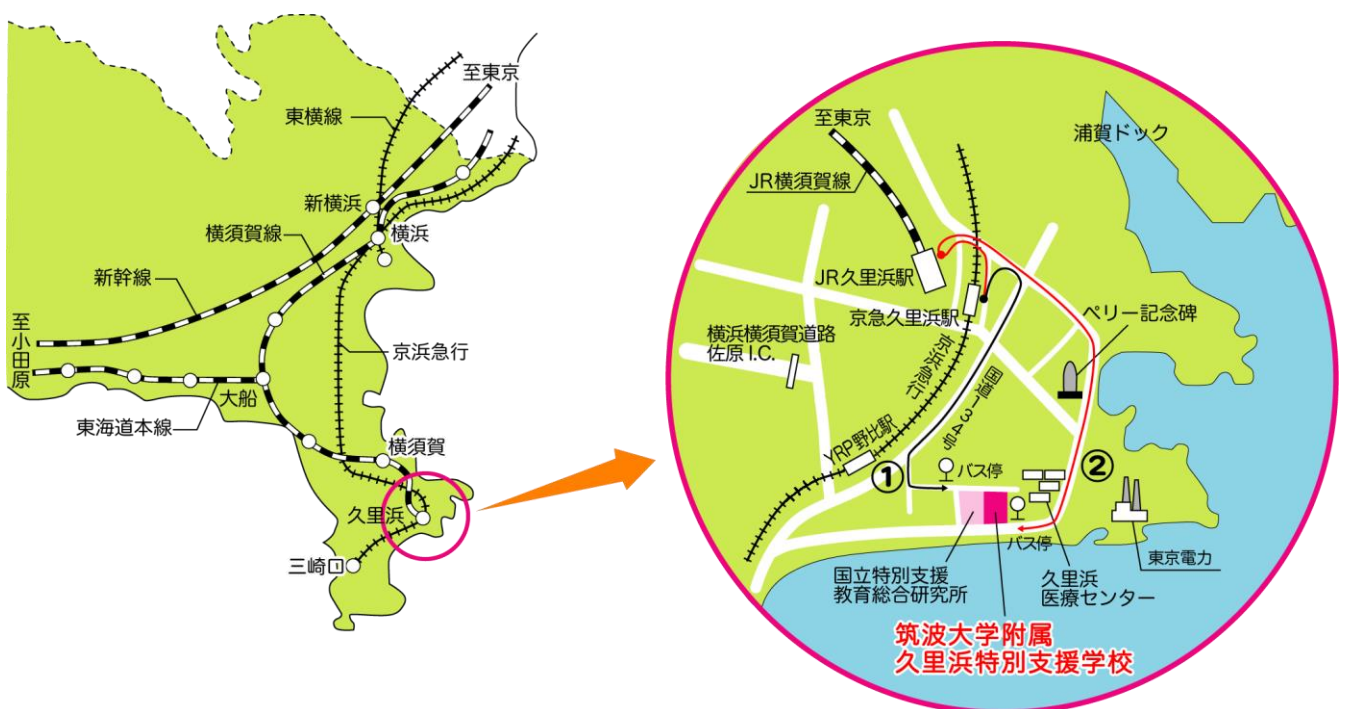 至東京
東横線
新横浜
横須賀線
横浜
新幹線
至小田原
京浜急行
大船
東海道本線
横須賀
久里浜
三崎口
至東京
浦賀ドック
JR横須賀線
JR久里浜駅
京急久里浜駅
ペリー記念碑
横浜横須賀道路
佐原I.C.
京浜急行
国道134号
YRP野比駅
①
バス停
②
バス停
東京電力
国立特別支援
教育総合研究所
久里浜
医療センター
筑波大学附属
久里浜特別支援学校